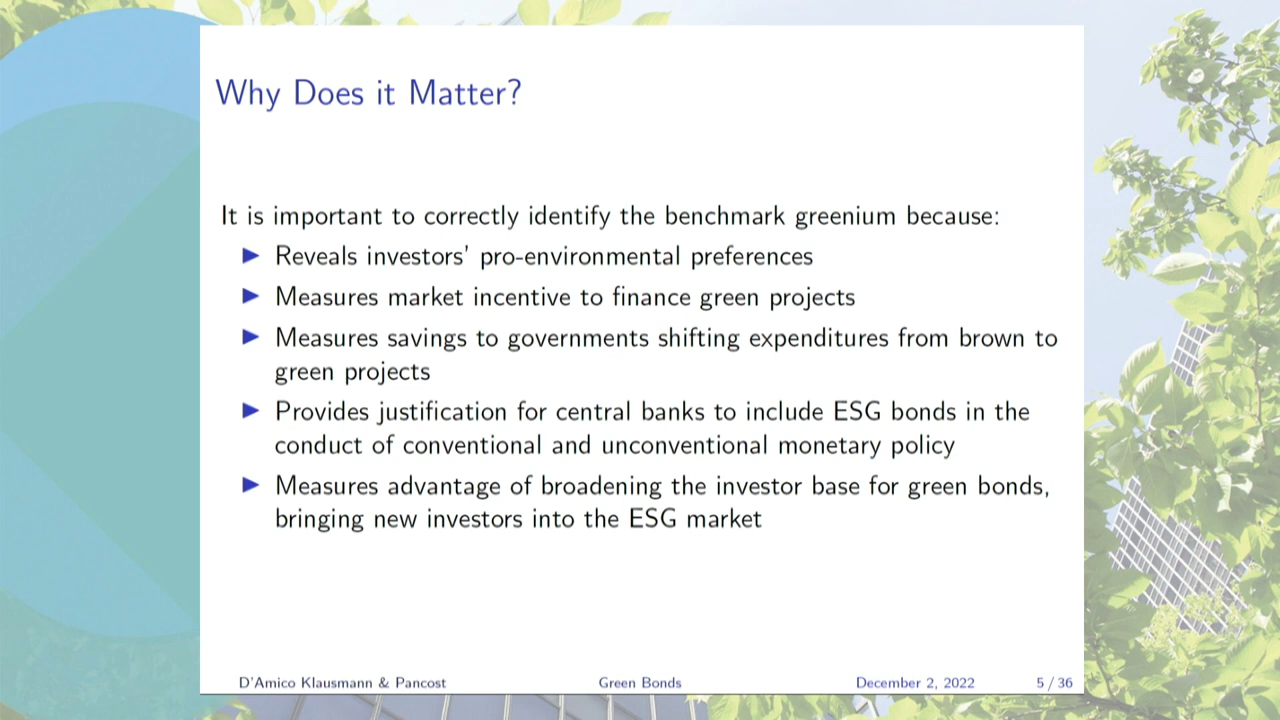 Why Does it Matter?
It is important to correctly identify the benchmark greenium because:
Reveals investors' pro-environmental preferences
Measures market incentive to finance green projects
Measures savings to governments shifting expenditures from brown to
green projects
Provides justification for central banks to include ESG bonds in the
conduct of conventional and unconventional monetary policy
Measures advantage of broadening the investor base for green bonds,
bringing new investors into the ESG market
D'Amico Klausmann & Pancost Green Bonds December 2, 2022 5 / 36